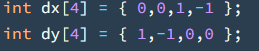 int dx[4] = { 0,0,1,-1 };
int dy[4] = { 1,-1,0,0 };